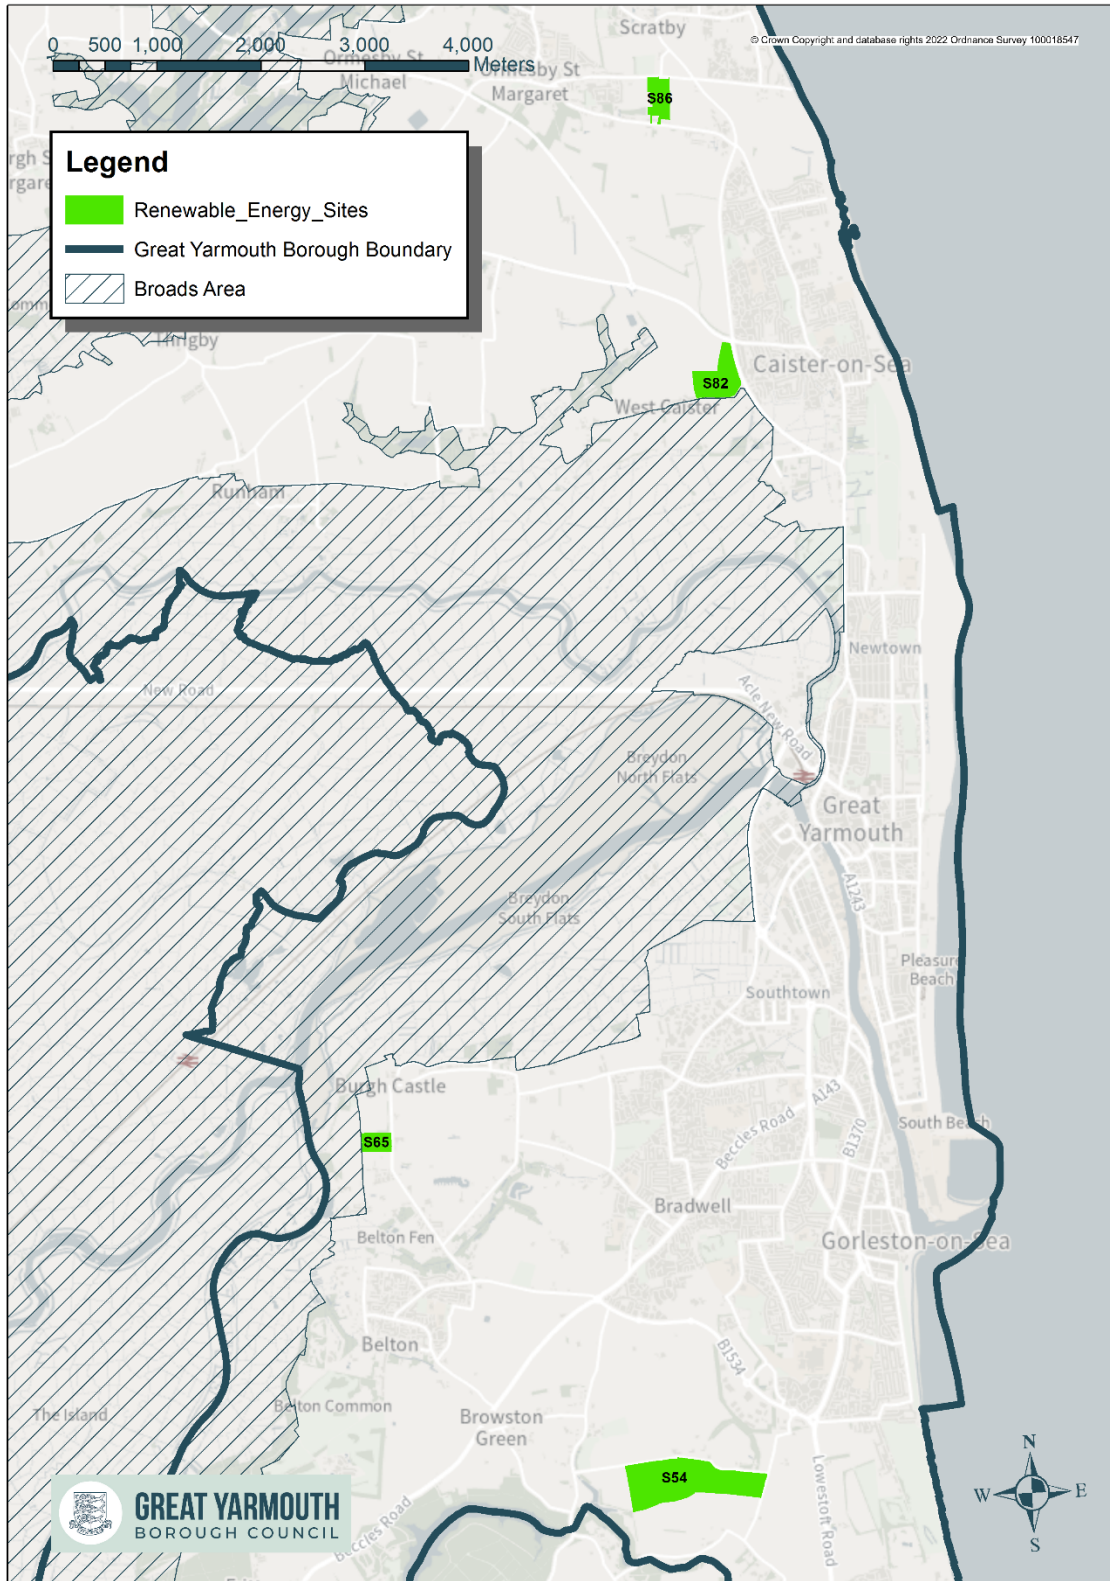 Scratby
© Crown Copyright and database rights 2022 Ordnance Survey 100018547
0 500 1,000 2,000 3,000 4,000
Meters
Ormesby St
Michael
Ormesby St
Margaret
S86
Legend
Renewable_Energy_Sites
Great Yarmouth Borough Boundary
Broads Area
Thrigby
Caister-on-Sea
S82
West Caister
Runham
Newtown
New Road
Acle New Road
Breydon
North Flats
Great
Yarmouth
A1243
Breydon
South Flats
Pleasure
Beach
Southtown
Burgh Castle
A143
Beccles Road
B1370
South Beach
S65
Bradwell
Belton Fen
Gorleston-on-Sea
Belton
B1534
Belton Common
The Island
Browston
Green
S54
Lowestoft Road
Beccles Road
N
W E
S
GREAT YARMOUTH
BOROUGH COUNCIL